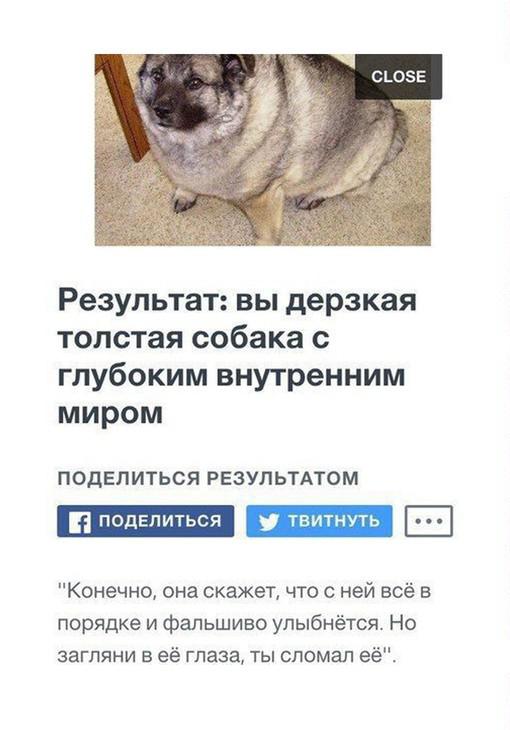 CLOSE
Результат: вы дерзкая
толстая собака с
глубоким внутренним
миром
ПОДЕЛИТЬСЯ РЕЗУЛЬТАТОМ
ПОДЕЛИТЬСЯ ТВИТНУТЬ
"Конечно, она скажет, что с ней всё в
порядке и фальшиво улыбнётся. Но
загляни в её глаза, ты сломал её".